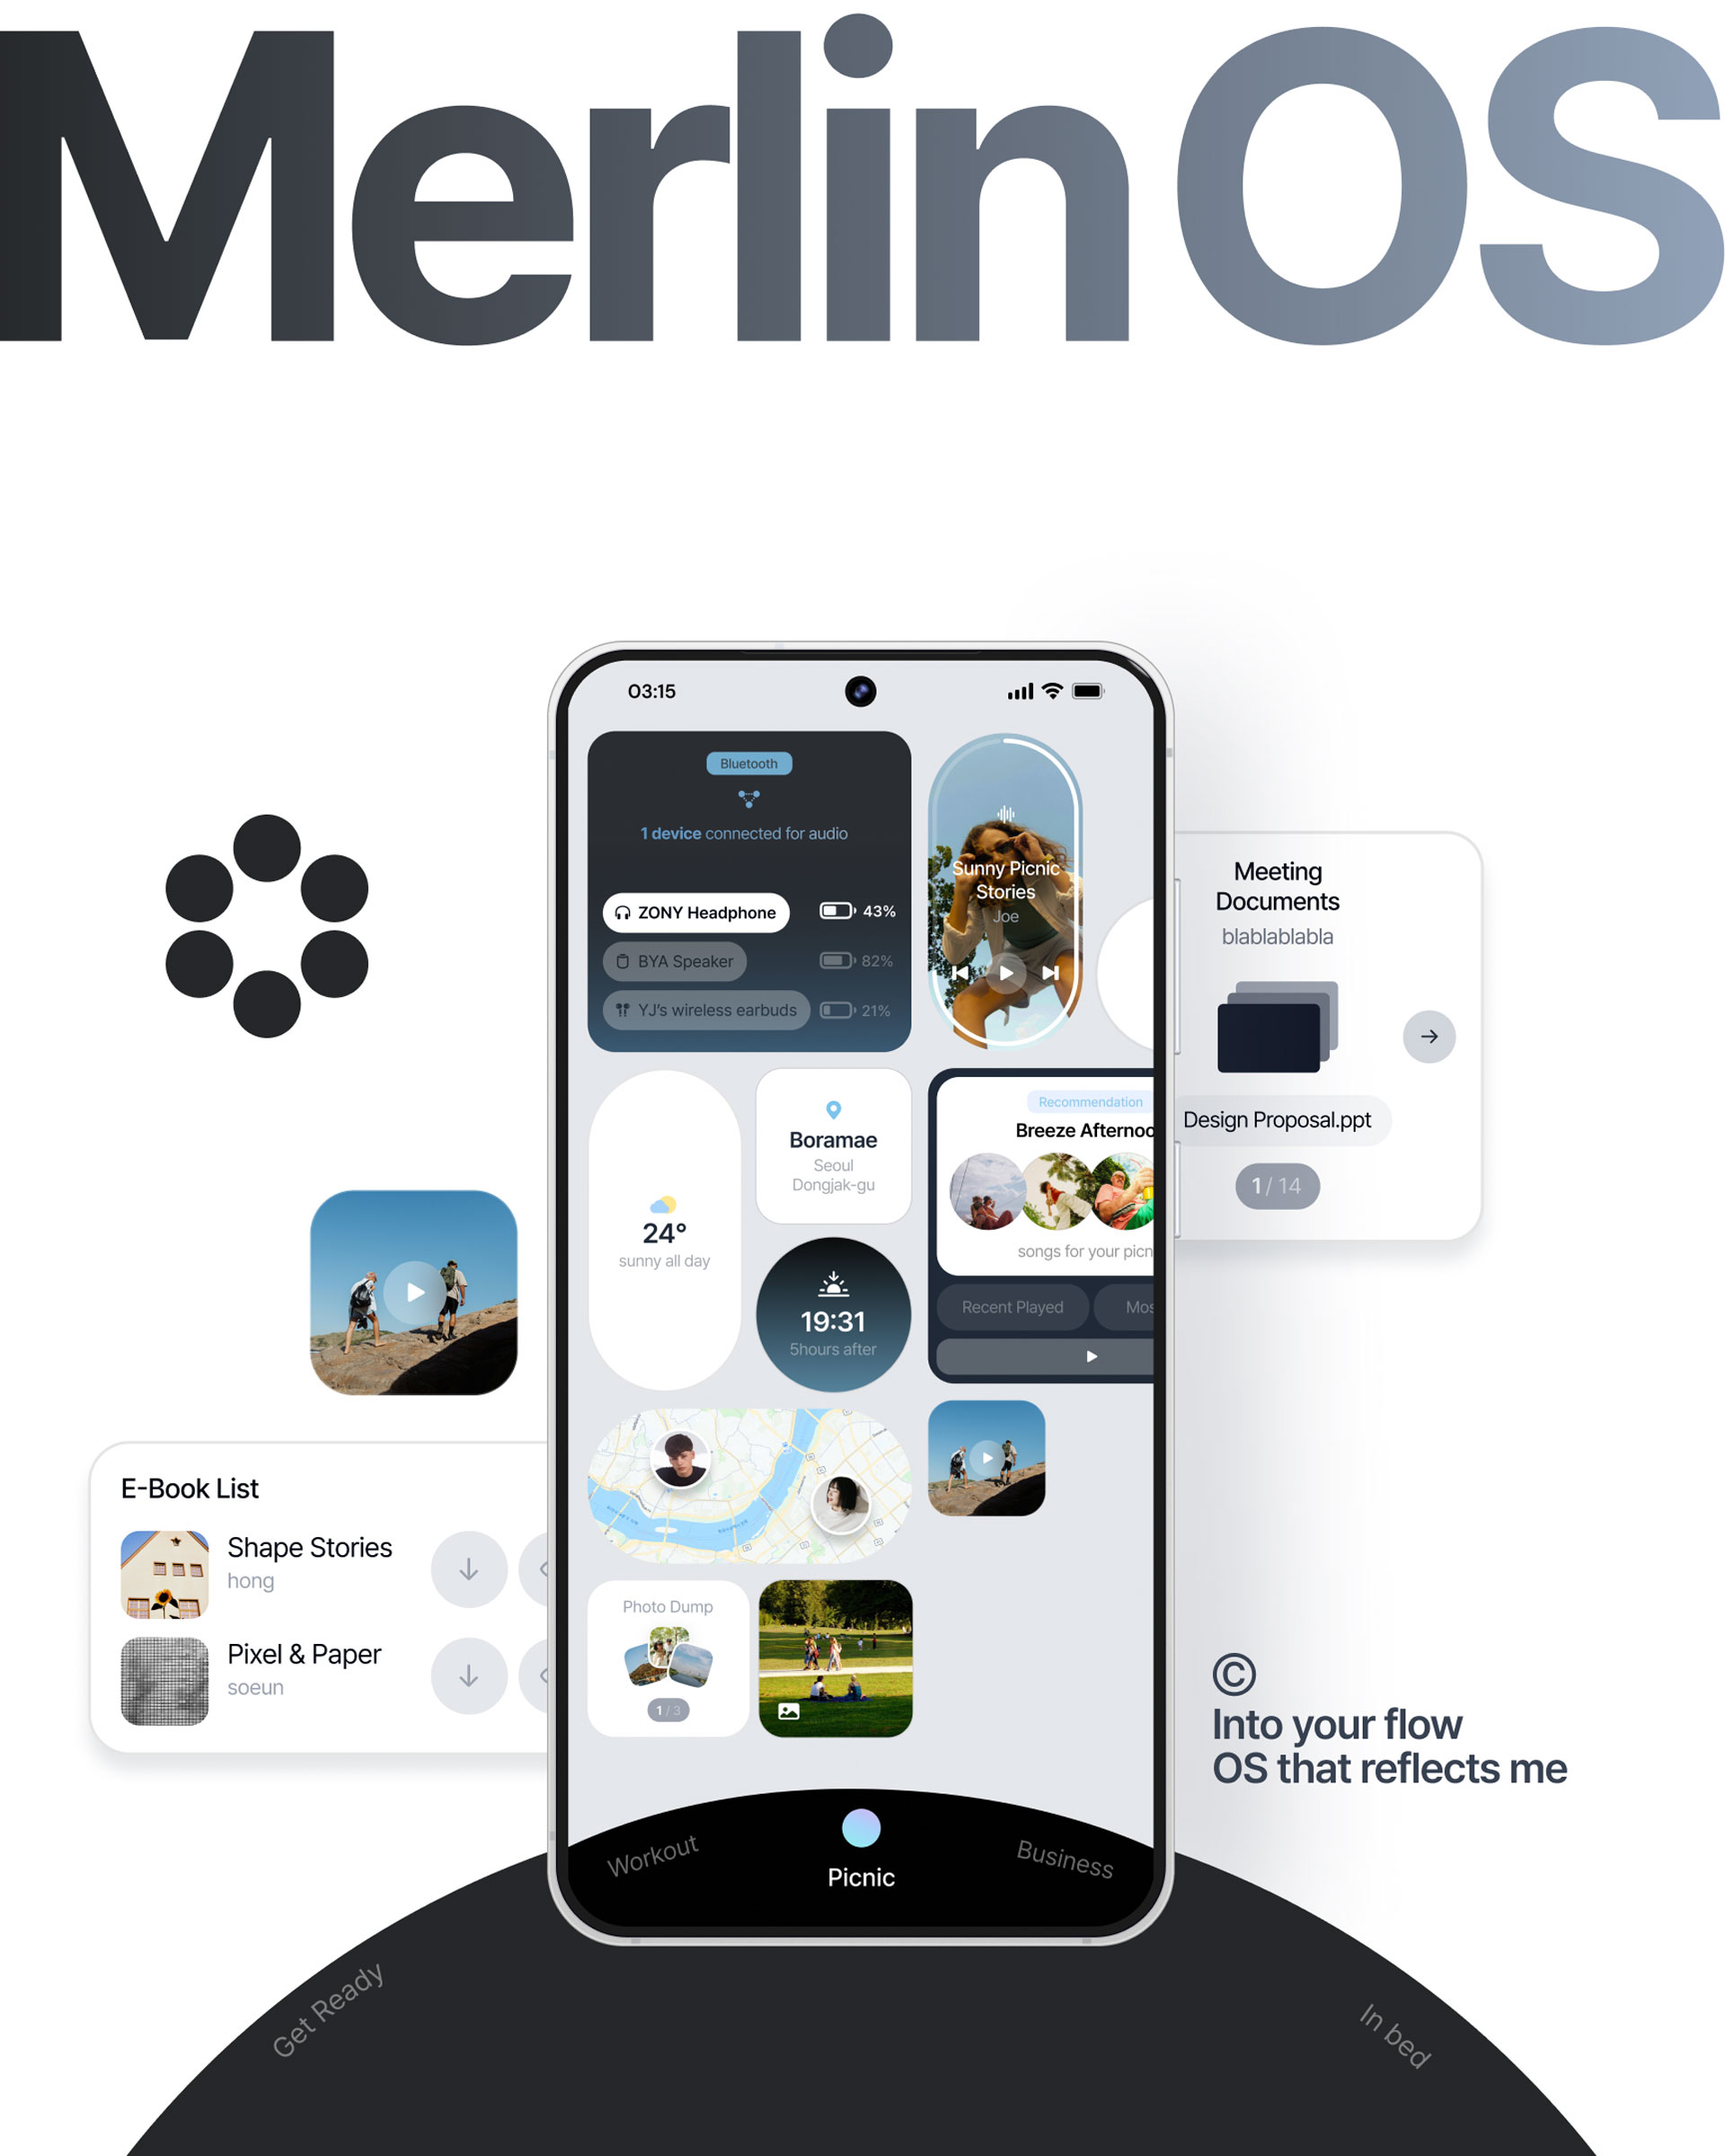 Merlin OS
03:15
Bluetooth
1 device connected for audio
ZONY Headphone 43%
BYA Speaker 82%
YJ's wireless earbuds 21%
Sunny Picnic
Stories
Joe
Meeting
Documents
blablablabla
Design Proposal.ppt
1 / 14
24°
sunny all day
Boramae
Seoul
Dongjak-gu
19:31
5hours after
Recommendation
Breeze Afternoo
songs for your picn
Recent Played
Mos
E-Book List
Shape Stories
hong
Pixel & Paper
soeun
Photo Dump
1 / 3
©
Into your flow
OS that reflects me
Workout
Picnic
Business
Get Ready
In bed